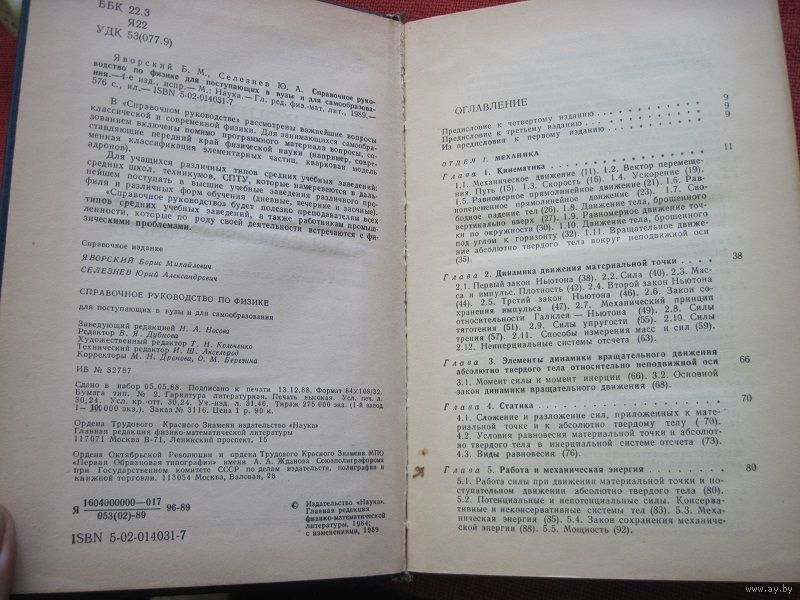 ББК 22.3
Я22
УДК 53(077.9)
Яворский Б. М., Селезнев Ю. А. Справочное руко-
водство по физике для поступающих в вузы и для самообразова-
ния.—4-е изд., испр.— М.: Наука.— Гл. ред. физ.-мат. лит., 1989.—
576 с., ил.— ISBN 5-02-014031-7
В «Справочном руководстве» рассмотрены важнейшие вопросы
классической и современной физики. Для занимающихся самообра-
зованием включены помимо программного материала вопросы, со-
ставляющие передний край физической науки (например, совре-
менная классификация элементарных частиц, кварковая модель
адронов).
Для учащихся различных типов средних учебных заведений:
средних школ, техникумов, СПТУ, которые намереваются в даль-
нейшем поступать в высшие учебные заведения различного про-
филя и различных форм обучения (дневные, вечерние и заочные).
«Справочное руководство будет полезно преподавателям всех
типов средних учебных заведений, а также работникам промыш-
ленности, которые по роду своей деятельности встречаются с фи-
зическими проблемами.
Справочное издание
ЯВОРСКИЙ Борис Михайлович
СЕЛЕЗНЕВ Юрий Александрович
СПРАВОЧНОЕ РУКОВОДСТВО ПО ФИЗИКЕ
для поступающих в вузы и для самообразования
Заведующий редакцией Н. А. Носова
Редактор В. Я. Дубнова
Художественный редактор Т. Н. Кольченко
Технический редактор И. Ш. Аксельрод
Корректоры М. Н. Дронова, О. М. Березина
ИБ № 32787
Сдано в набор 05.05.88. Подписано к печати 13.12.88. Формат 84×108/32.
Бумага тип. № 2. Гарнитура литературная. Печать высокая. Усл. печ. л.
30,24. Усл. кр.-отт. 30,24. Уч.-изд. л. 31,46. Тираж 275 000 экз. (1-й завод
1— 100 000 экз.). Заказ № 3116. Цена 1 р. 90 к.
Ордена Трудового Красного Знамени издательство «Наука»
Главная редакция физико-математической литературы
117071 Москва В-71, Ленинский проспект, 15
Ордена Октябрьской Революции и ордена Трудового Красного Знамени МПО
«Первая Образцовая типография» имени А. А. Жданова Союзполиграфпрома
при Государственном комитете СССР по делам издательств, полиграфии и
книжной торговли. 113054 Москва, Валовая, 28
Я 1604000000—017
053(02)-89 96-89
ISBN 5-02-014031-7
© Издательство «Наука».
Главная редакция
физико-математической
литературы, 1984;
с изменениями, 1989
ОГЛАВЛЕНИЕ
Предисловие к четвертому изданию . . . . . . . . 9
Предисловие к третьему изданию . . . . . . . . 9
Из предисловия к первому изданию . . . . . . . . 9
ОТДЕЛ I. МЕХАНИКА
Глава 1. Кинематика . . . . . . . . 11
1.1. Механическое движение (11). 1.2. Вектор перемеще-
ния. Путь (15). 1.3. Скорость (16). 1.4. Ускорение (19).
1.5. Равномерное прямолинейное движение (21). 1.6. Рав-
нопеременное прямолинейное движение (23). 1.7. Сво-
бодное падение тел (26). 1.8. Движение тела, брошенного
вертикально вверх (27). 1.9. Равномерное движение точ-
ки по окружности (30). 1.10. Движение тела, брошенного
под углом к горизонту (32). 1.11. Вращательное движе-
ние абсолютно твердого тела вокруг неподвижной оси
(35).
Глава 2. Динамика движения материальной точки . . 38
2.1. Первый закон Ньютона (38). 2.2. Сила (40). 2.3. Мас-
са и импульс. Плотность (42). 2.4. Второй закон Ньютона
(44). 2.5. Третий закон Ньютона (46). 2.6. Закон со-
хранения импульса (47). 2.7. Механический принцип
относительности Галилея — Ньютона (49). 2.8. Силы
тяготения (51). 2.9. Силы упругости (55). 2.10. Силы
трения (57). 2.11. Способы измерения масс и сил (59).
2.12. Неинерциальные системы отсчета (63).
Глава 3. Элементы динамики вращательного движения
абсолютно твердого тела относительно неподвижной оси 66
3.1. Момент силы и момент инерции (66). 3.2. Основной
закон динамики вращательного движения (68).
Глава 4. Статика . . . . . . . . 70
4.1. Сложение и разложение сил, приложенных к мате-
риальной точке и к абсолютно твердому телу (70).
4.2. Условия равновесия материальной точки и абсолют-
но твердого тела в инерциальной системе отсчета (73).
4.3. Виды равновесия (76).
Глава 5. Работа и механическая энергия . . . . . . . . 80
5.1. Работа силы при движении материальной точки и по-
ступательном движении абсолютно твердого тела (80).
5.2. Потенциальные и непотенциальные силы. Консерва-
тивные и неконсервативные системы тел (83). 5.3. Меха-
ническая энергия (85). 5.4. Закон сохранения механичес-
кой энергии (88). 5.5. Мощность (92).
www.ay.by